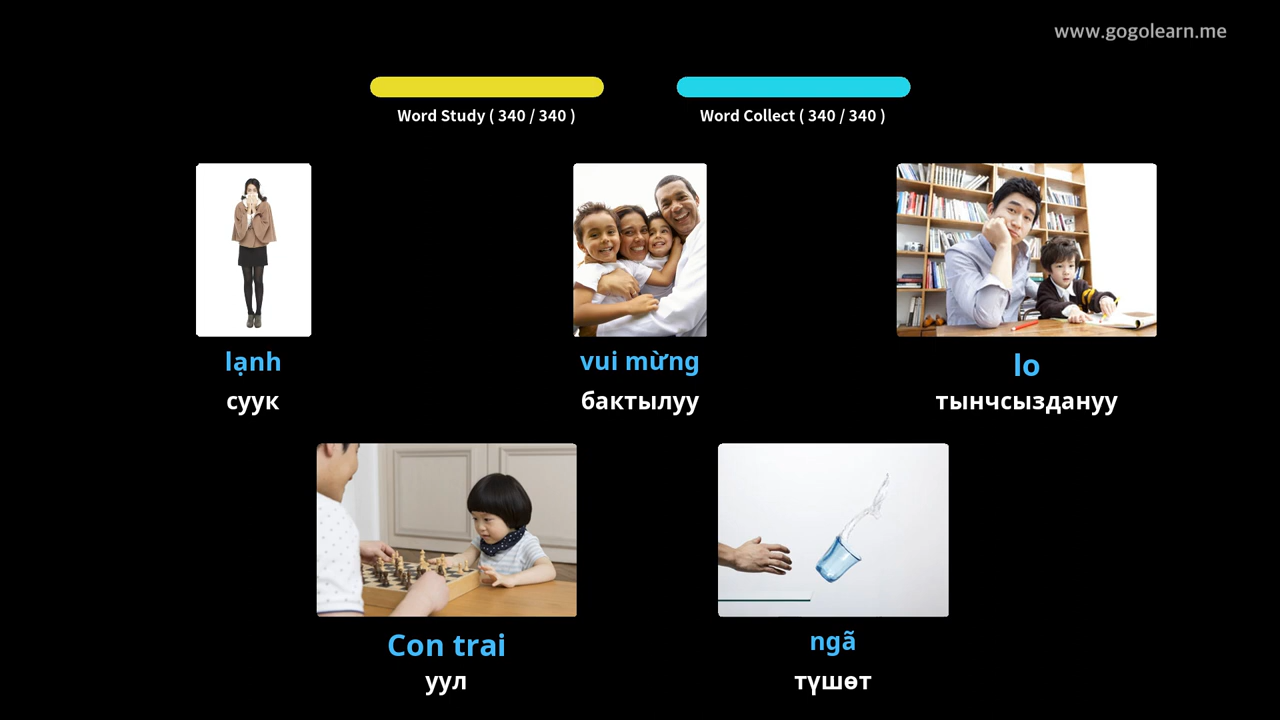 www.gogolearn.me
Word Study ( 340 / 340 )
Word Collect ( 340 / 340 )
lạnh
суук
vui mừng
бактылуу
lo
тынчсыздануу
Con trai
уул
ngã
түшөт